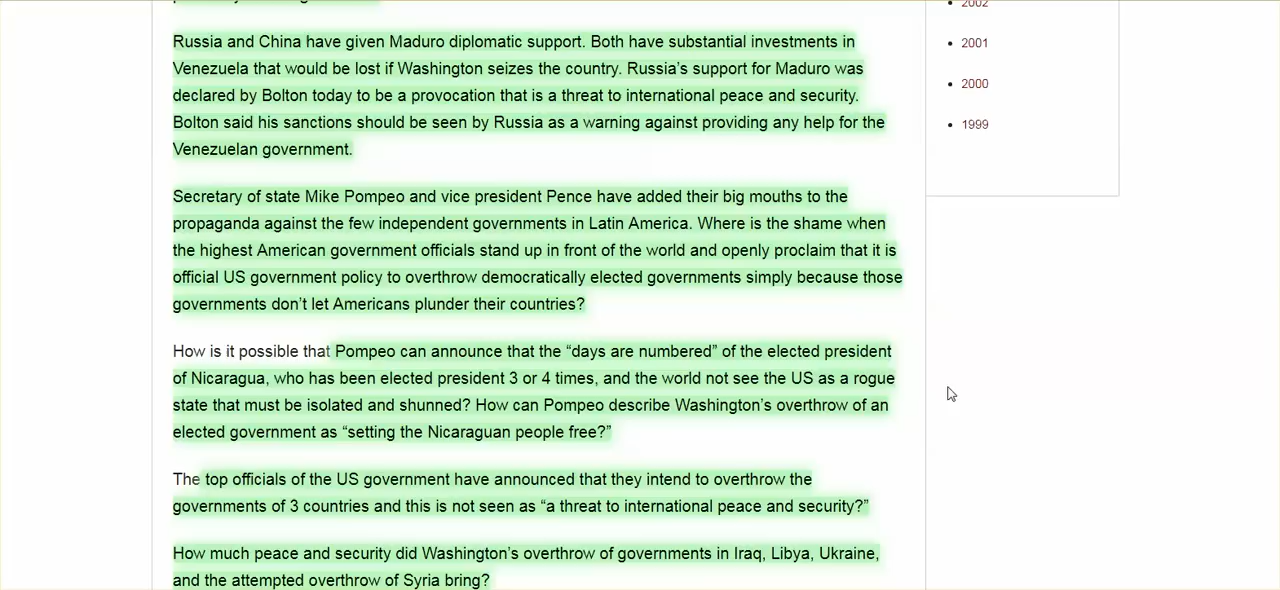 Russia and China have given Maduro diplomatic support. Both have substantial investments in
Venezuela that would be lost if Washington seizes the country. Russia’s support for Maduro was
declared by Bolton today to be a provocation that is a threat to international peace and security.
Bolton said his sanctions should be seen by Russia as a warning against providing any help for the
Venezuelan government.
Secretary of state Mike Pompeo and vice president Pence have added their big mouths to the
propaganda against the few independent governments in Latin America. Where is the shame when
the highest American government officials stand up in front of the world and openly proclaim that it is
official US government policy to overthrow democratically elected governments simply because those
governments don’t let Americans plunder their countries?
How is it possible that Pompeo can announce that the “days are numbered” of the elected president
of Nicaragua, who has been elected president 3 or 4 times, and the world not see the US as a rogue
state that must be isolated and shunned? How can Pompeo describe Washington’s overthrow of an
elected government as “setting the Nicaraguan people free?”
The top officials of the US government have announced that they intend to overthrow the
governments of 3 countries and this is not seen as “a threat to international peace and security?”
How much peace and security did Washington’s overthrow of governments in Iraq, Libya, Ukraine,
and the attempted overthrow of Syria bring?
2002
2001
2000
1999